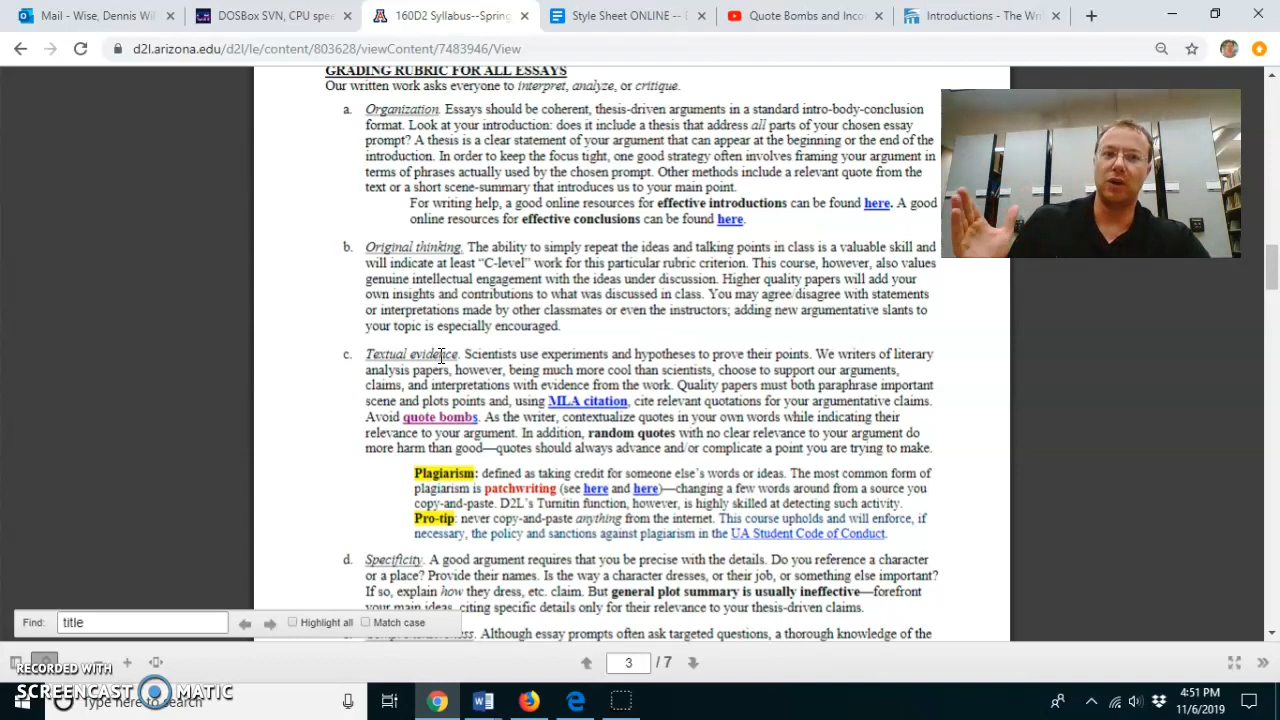 Mail - Wise, Dennis Wil
DOSBox SVN, CPU spee
160D2 Syllabus--Spring
Style Sheet ONLINE -- E
Quote Bombs and Inco
Introductions - The Wri
d2l.arizona.edu/d2l/le/content/803628/viewContent/7483946/View
GRADING RUBRIC FOR ALL ESSAYS
Our written work asks everyone to interpret, analyze, or critique.
a. Organization. Essays should be coherent, thesis-driven arguments in a standard intro-body-conclusion
format. Look at your introduction: does it include a thesis that address all parts of your chosen essay
prompt? A thesis is a clear statement of your argument that can appear at the beginning or the end of the
introduction. In order to keep the focus tight, one good strategy often involves framing your argument in
terms of phrases actually used by the chosen prompt. Other methods include a relevant quote from the
text or a short scene-summary that introduces us to your main point.
For writing help, a good online resources for effective introductions can be found here. A good
online resources for effective conclusions can be found here.
b. Original thinking. The ability to simply repeat the ideas and talking points in class is a valuable skill and
will indicate at least “C-level” work for this particular rubric criterion. This course, however, also values
genuine intellectual engagement with the ideas under discussion. Higher quality papers will add your
own insights and contributions to what was discussed in class. You may agree/disagree with statements
or interpretations made by other classmates or even the instructors; adding new argumentative slants to
your topic is especially encouraged.
c. Textual evidence. Scientists use experiments and hypotheses to prove their points. We writers of literary
analysis papers, however, being much more cool than scientists, choose to support our arguments,
claims, and interpretations with evidence from the work. Quality papers must both paraphrase important
scene and plots points and, using MLA citation, cite relevant quotations for your argumentative claims.
Avoid quote bombs. As the writer, contextualize quotes in your own words while indicating their
relevance to your argument. In addition, random quotes with no clear relevance to your argument do
more harm than good—quotes should always advance and/or complicate a point you are trying to make.
Plagiarism: defined as taking credit for someone else’s words or ideas. The most common form of
plagiarism is patchwriting (see here and here)—changing a few words around from a source you
copy-and-paste. D2L’s Turnitin function, however, is highly skilled at detecting such activity.
Pro-tip: never copy-and-paste anything from the internet. This course upholds and will enforce, if
necessary, the policy and sanctions against plagiarism in the UA Student Code of Conduct.
d. Specificity. A good argument requires that you be precise with the details. Do you reference a character
or a place? Provide their names. Is the way a character dresses, or their job, or something else important?
If so, explain how they dress, etc. claim. But general plot summary is usually ineffective—forefront
your main ideas, citing specific details only for their relevance to your thesis-driven claims.
Although essay prompts often ask targeted questions, a thorough knowledge of the
Find: title
Highlight all
Match case
3 / 7
RECORDED WITH
SCREENCAST MATIC
Type here to search
4:51 PM
11/6/2019